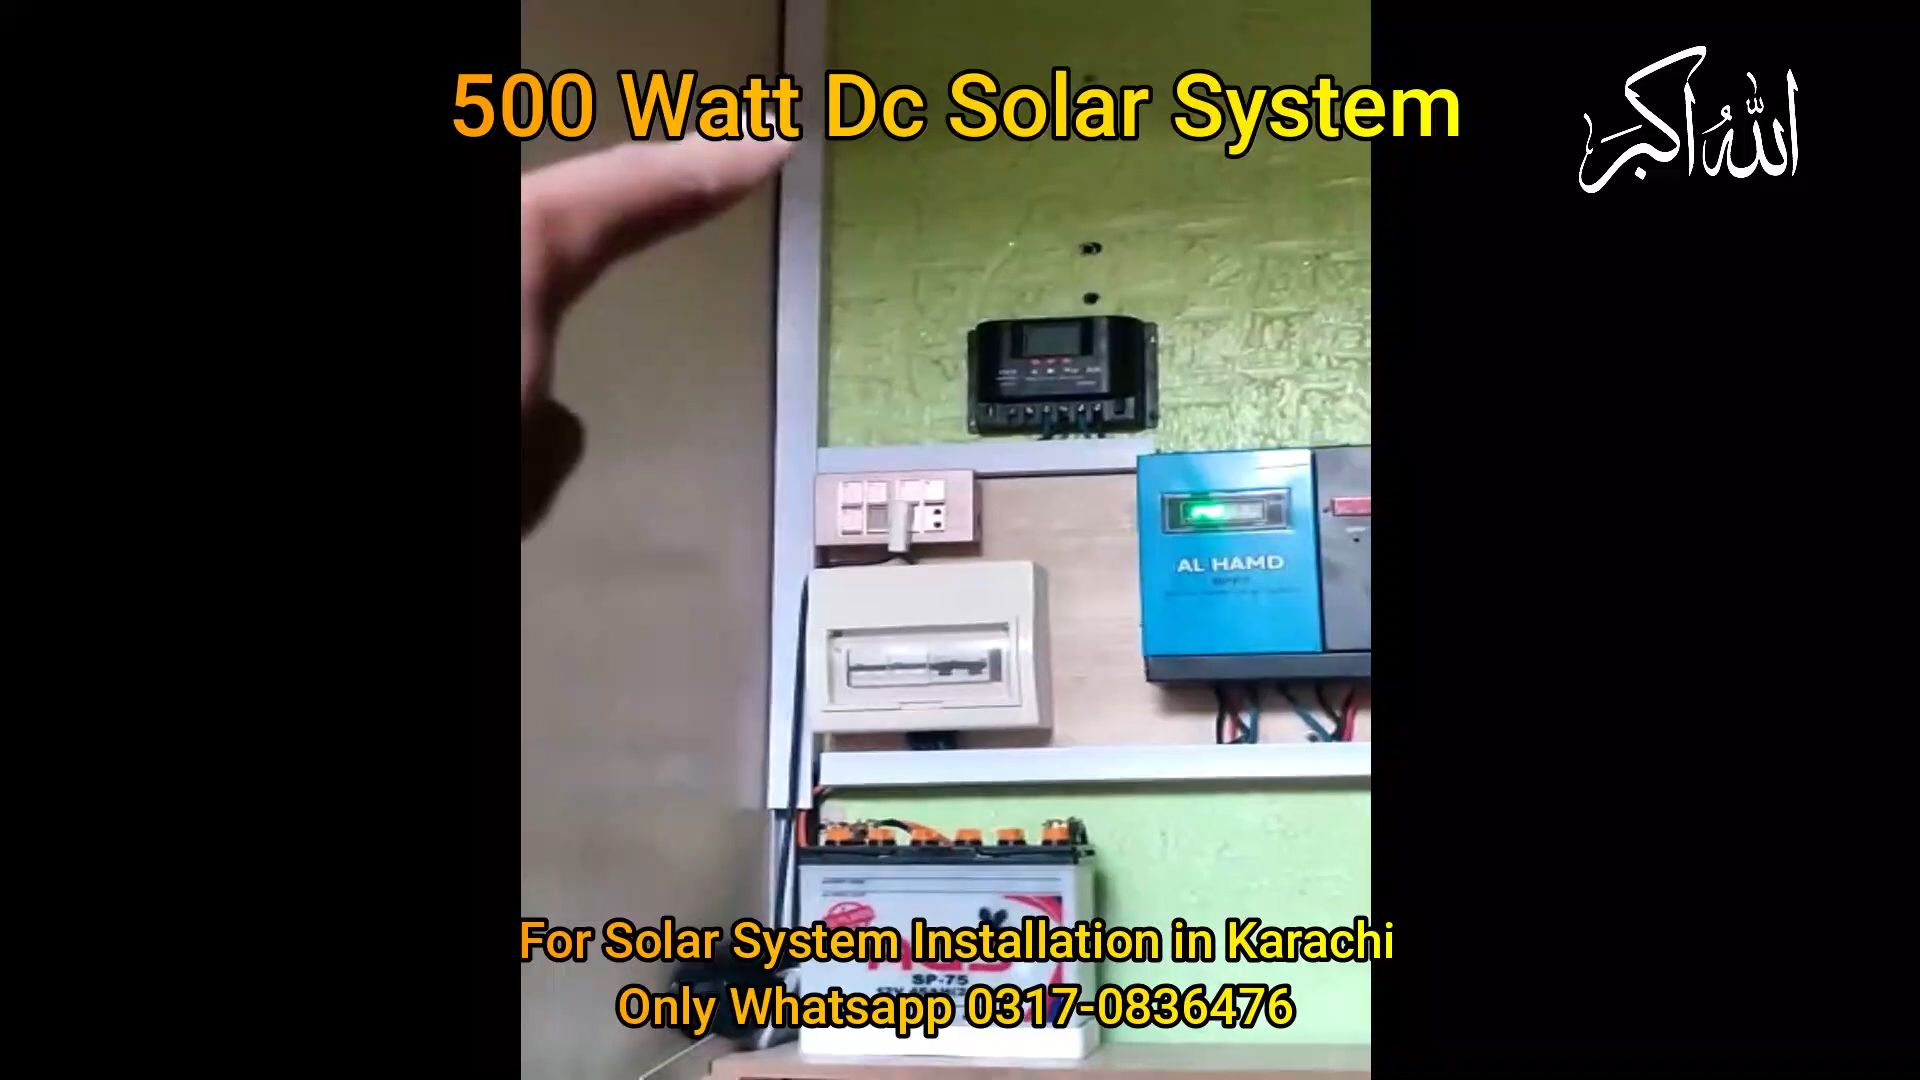 500 Watt Dc Solar System
الله اكبر
AL HAMD
AGS
SP-75
For Solar System Installation in Karachi
Only Whatsapp 0317-0836476